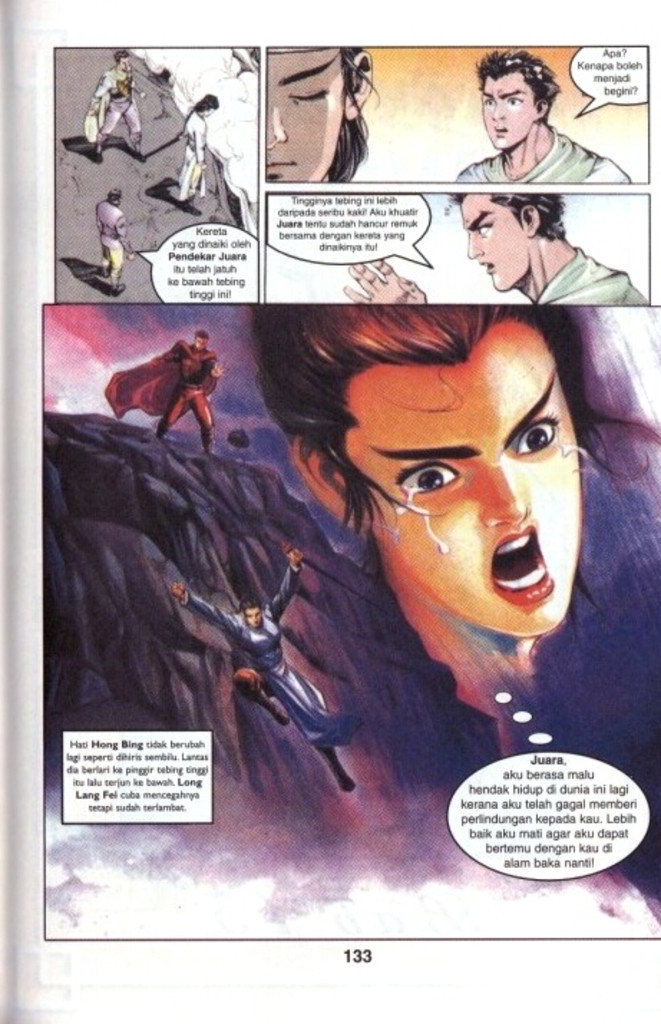 Kereta
yang dinaiki oleh
Pendekar Juara
itu telah jatuh
ke bawah tebing
tinggi ini!
Apa?
Kenapa boleh
menjadi
begini?
Tingginya tebing ini lebih
daripada seribu kaki! Aku khuatir
Juara tentu sudah hancur remuk
bersama dengan kereta yang
dinaikinya itu!
Hati Hong Bing tidak berubah
lagi seperti dihiris sembilu. Lantas
dia berlari ke pinggir tebing tinggi
itu lalu terjun ke bawah. Long
Lang Fei cuba mencegahnya
tetapi sudah terlambat.
Juara,
aku berasa malu
hendak hidup di dunia ini lagi
kerana aku telah gagal memberi
perlindungan kepada kau. Lebih
baik aku mati agar aku dapat
bertemu dengan kau di
alam baka nanti!
133